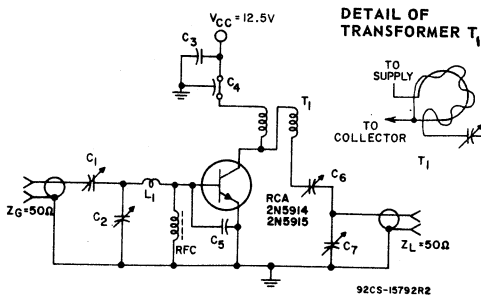 DETAIL OF
TRANSFORMER T1
VCC = 12.5V
C3
C4
TO
SUPPLY
TO
COLLECTOR
T1
T1
C1
L1
C6
RCA
2N5914
2N5915
ZG=50Ω
C2
RFC
C5
C7
ZL=50Ω
92CS-15792R2